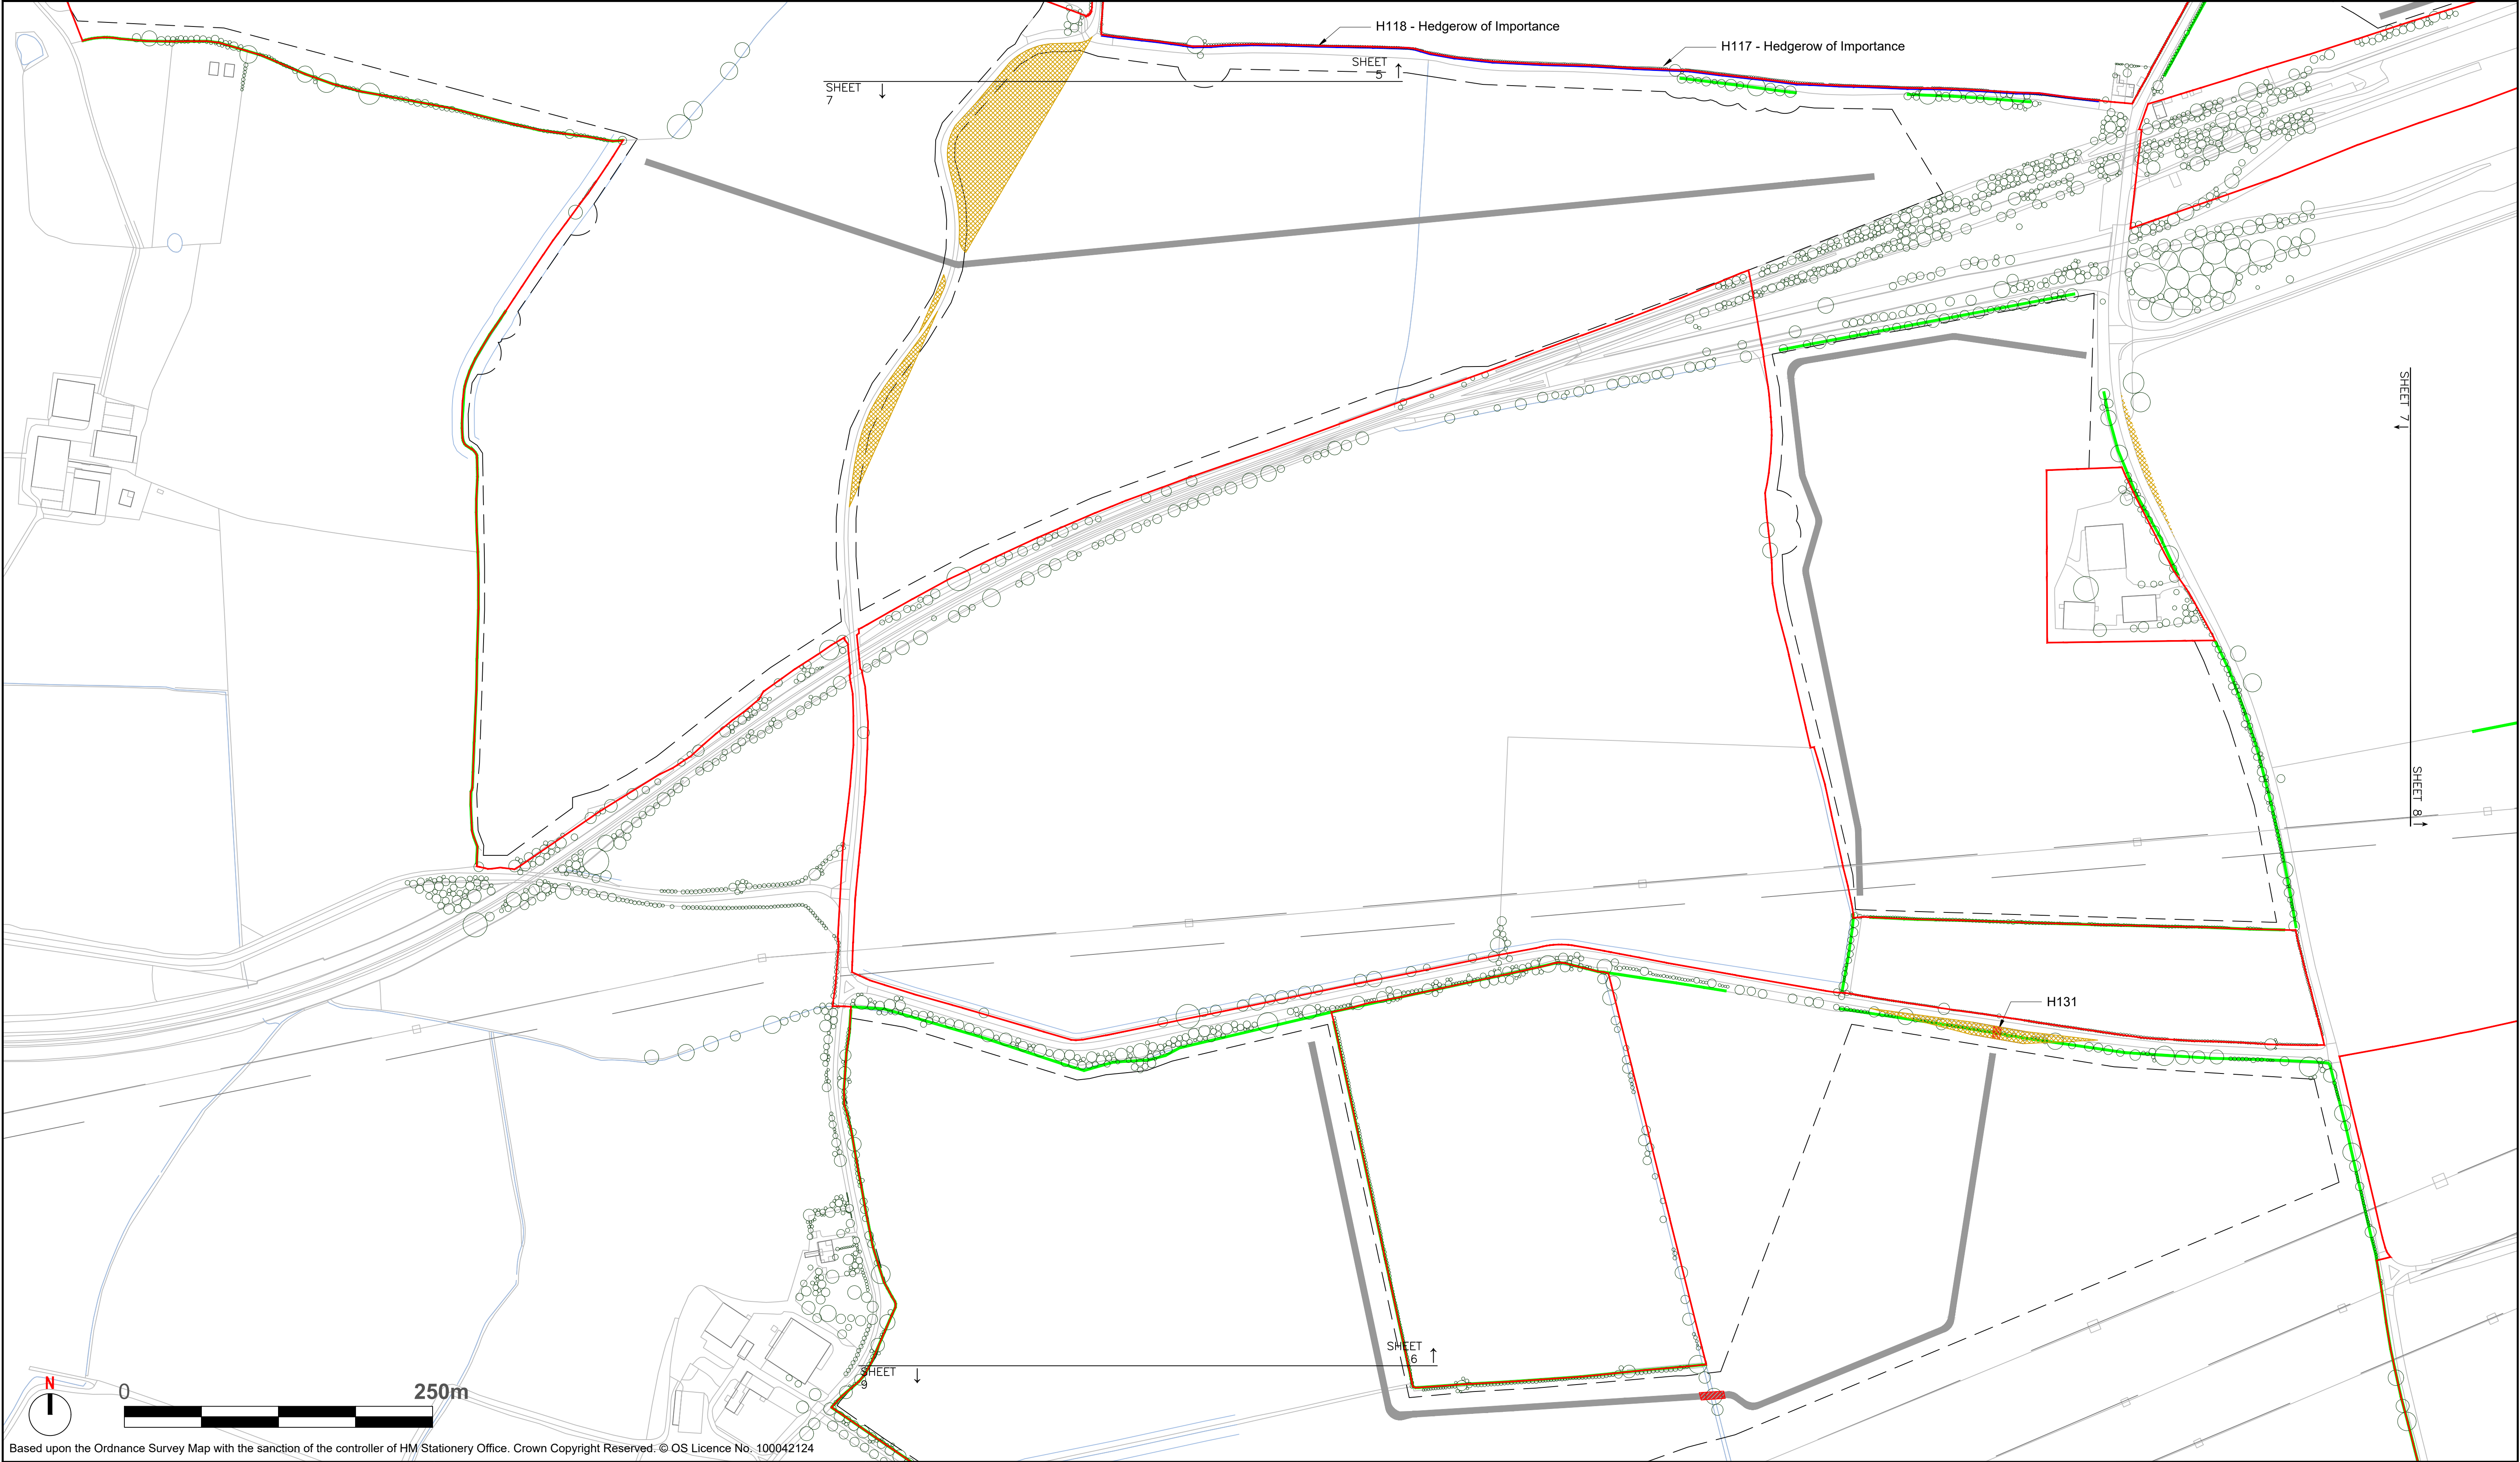 H118 - Hedgerow of Importance
H117 - Hedgerow of Importance
SHEET
5
SHEET
7
SHEET 7
SHEET 8
H131
SHEET
6
SHEET
9
N
0
250m
Based upon the Ordnance Survey Map with the sanction of the controller of HM Stationery Office. Crown Copyright Reserved. © OS Licence No. 100042124